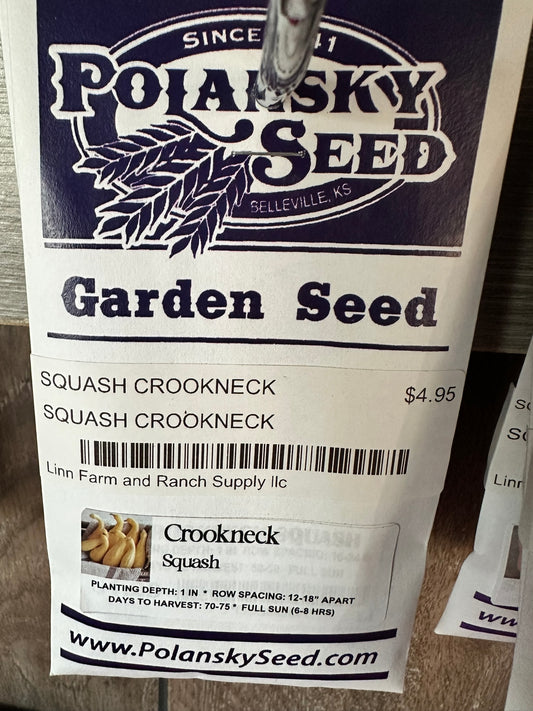 SINCE 41
POLANSKY
SEED
BELLEVILLE, KS
Garden Seed
SQUASH CROOKNECK $4.95
SQUASH CROOKNECK
Linn Farm and Ranch Supply llc
Crookneck
Squash
PLANTING DEPTH: 1 IN * ROW SPACING: 12-18" APART
DAYS TO HARVEST: 70-75 * FULL SUN (6-8 HRS)
www.PolanskySeed.com
Linn